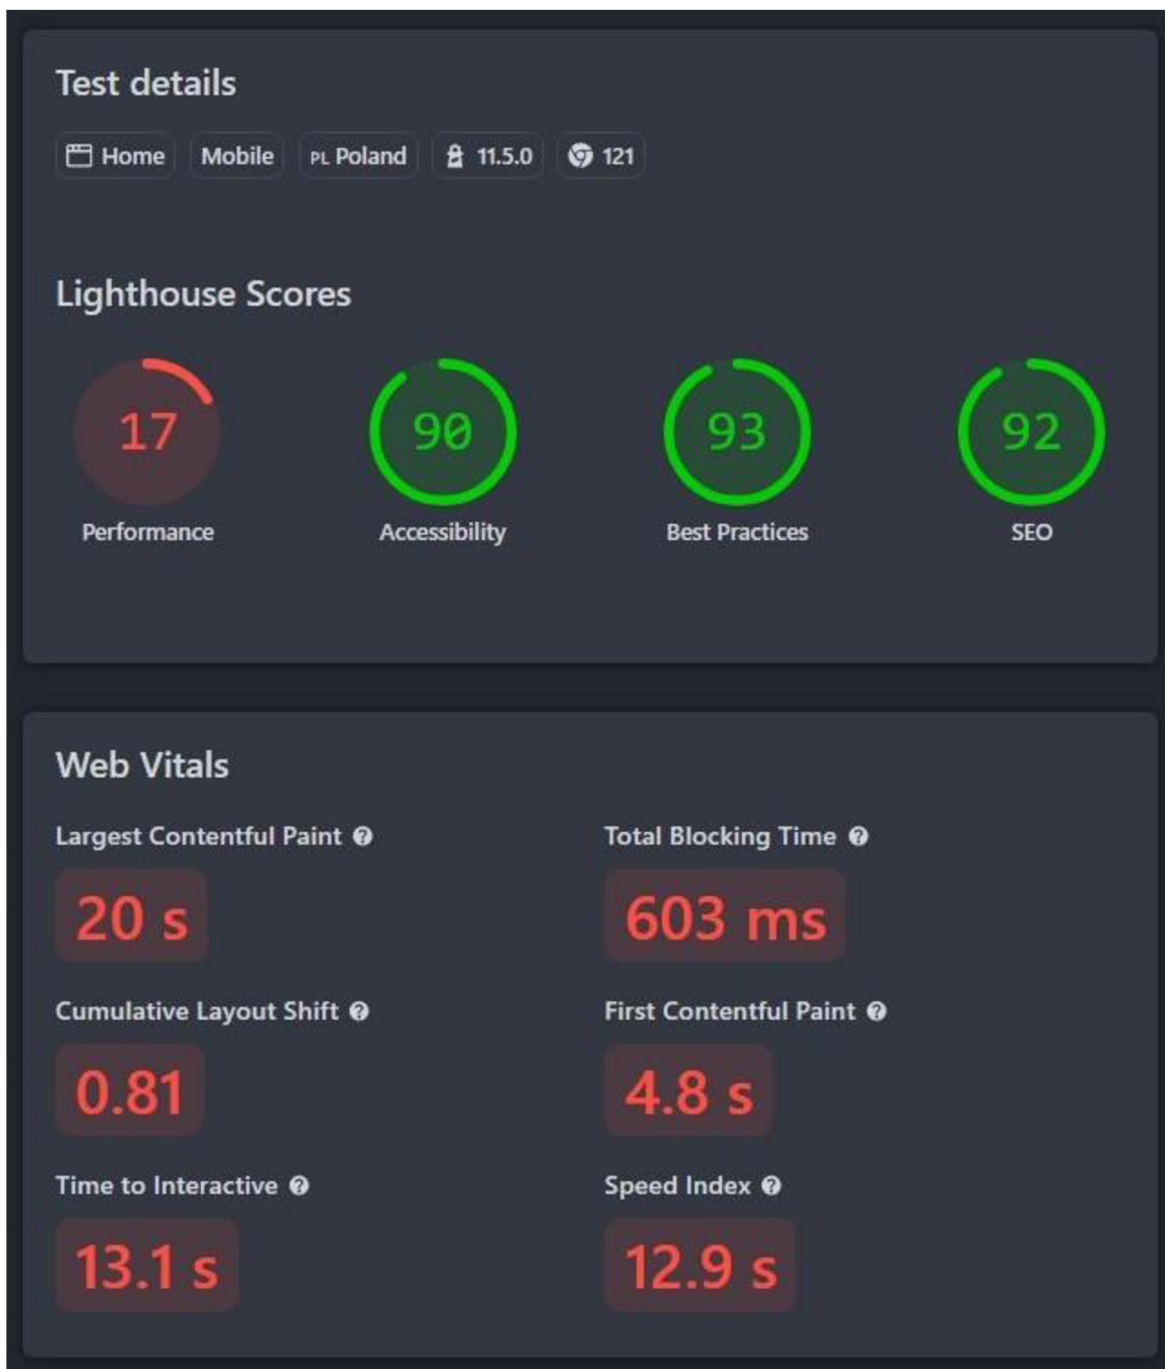 Test details
Home Mobile PL Poland 11.5.0 121
Lighthouse Scores
17 90 93 92
Performance Accessibility Best Practices SEO
Web Vitals
Largest Contentful Paint ? Total Blocking Time ?
20 s 603 ms
Cumulative Layout Shift ? First Contentful Paint ?
0.81 4.8 s
Time to Interactive ? Speed Index ?
13.1 s 12.9 s